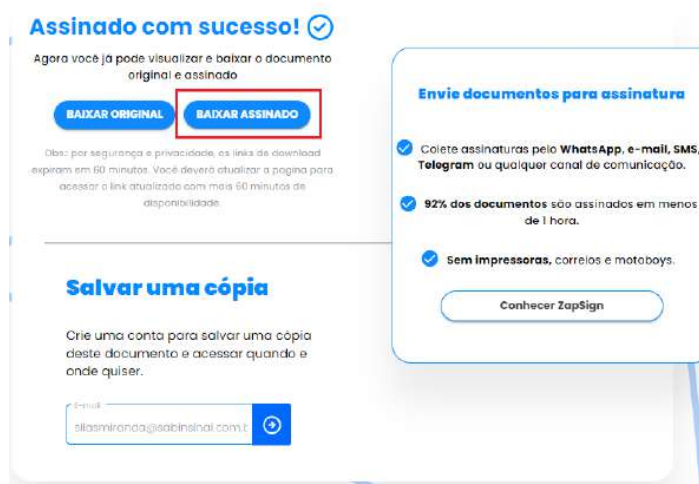 Assinado com sucesso!
Agora você já pode visualizar e baixar o documento
original e assinado
BAIXAR ORIGINAL
BAIXAR ASSINADO
Obs.: por segurança e privacidade, os links de download
expiram em 60 minutos. Você deverá atualizar a pagina para
acessar o link atualizado com mais 60 minutos de
disponibilidade.
Salvar uma cópia
Crie uma conta para salvar uma cópia
deste documento e acessar quando e
onde quiser.
E-mail
silasmiranda@sabinsinai.com.b
Envie documentos para assinatura
Colete assinaturas pelo WhatsApp, e-mail, SMS,
Telegram ou qualquer canal de comunicação.
92% dos documentos são assinados em menos
de 1 hora.
Sem impressoras, correios e motoboys.
Conhecer ZapSign